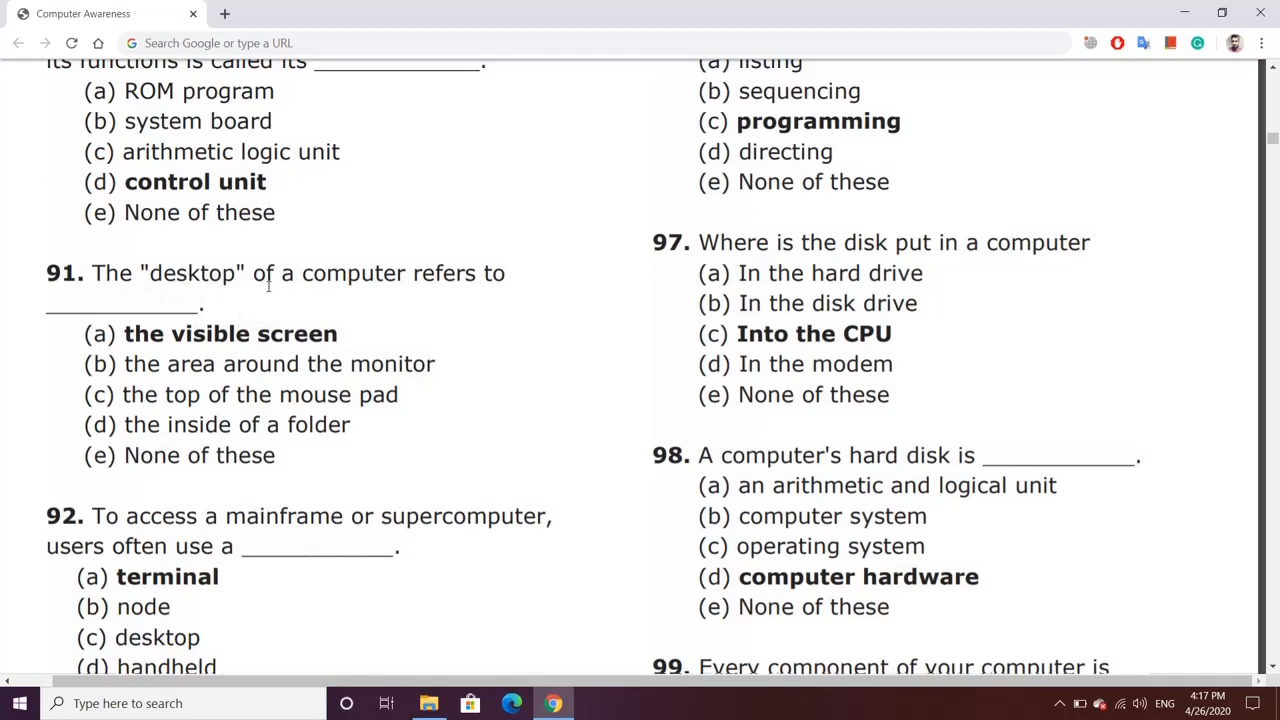 Computer Awareness
Search Google or type a URL
its functions is called its ______________.
(a) ROM program
(b) system board
(c) arithmetic logic unit
(d) control unit
(e) None of these
91. The "desktop" of a computer refers to
_____________.
(a) the visible screen
(b) the area around the monitor
(c) the top of the mouse pad
(d) the inside of a folder
(e) None of these
92. To access a mainframe or supercomputer,
users often use a _____________.
(a) terminal
(b) node
(c) desktop
(d) handheld
(a) listing
(b) sequencing
(c) programming
(d) directing
(e) None of these
97. Where is the disk put in a computer
(a) In the hard drive
(b) In the disk drive
(c) Into the CPU
(d) In the modem
(e) None of these
98. A computer's hard disk is _____________.
(a) an arithmetic and logical unit
(b) computer system
(c) operating system
(d) computer hardware
(e) None of these
99. Every component of your computer is
Type here to search
ENG
4:17 PM
4/26/2020